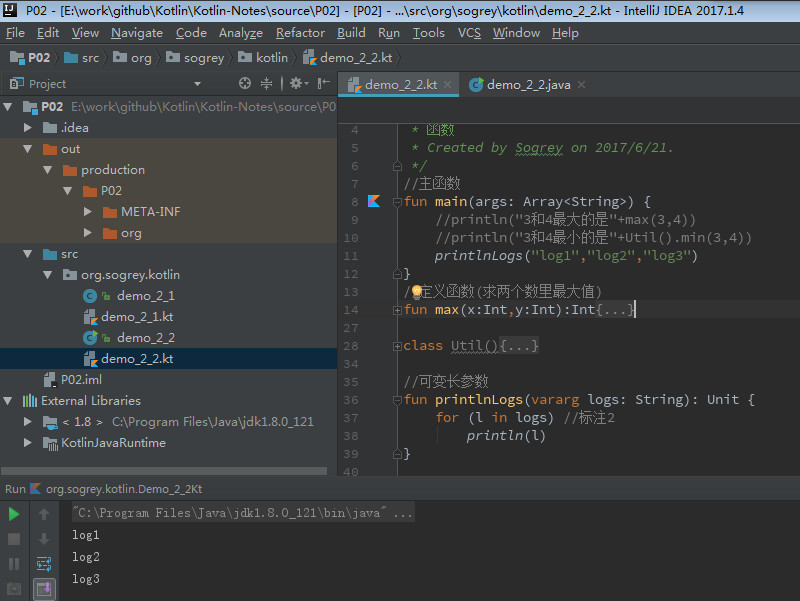 P02 - [E:\work\github\Kotlin\Kotlin-Notes\source\P02] - [P02] - ...\src\org\sogrey\kotlin\demo_2_2.kt - IntelliJ IDEA 2017.1.4
File Edit View Navigate Code Analyze Refactor Build Run Tools VCS Window Help
P02 src org sogrey kotlin demo_2_2.kt
Project
demo_2_2.kt demo_2_2.java
P02 E:\work\github\Kotlin\Kotlin-Notes\source\P0
.idea
out
production
P02
META-INF
org
src
org.sogrey.kotlin
demo_2_1
demo_2_1.kt
demo_2_2
demo_2_2.kt
P02.iml
External Libraries
< 1.8 > C:\Program Files\Java\jdk1.8.0_121
KotlinJavaRuntime
4 * 函数
5 * Created by Sogrey on 2017/6/21.
6 */
7 //主函数
8 fun main(args: Array<String>) {
9 //println("3和4最大的是"+max(3,4))
10 //println("3和4最小的是"+Util().min(3,4))
11 printlnLogs("log1","log2","log3")
12 }
13 /定义函数(求两个数里最大值)
14 fun max(x:Int,y:Int):Int{...}
27
28 class Util(){...}
34
35 //可变长参数
36 fun printlnLogs(vararg logs: String): Unit {
37 for (l in logs) //标注2
38 println(l)
39 }
40
Run org.sogrey.kotlin.Demo_2_2Kt
"C:\Program Files\Java\jdk1.8.0_121\bin\java" ...
log1
log2
log3